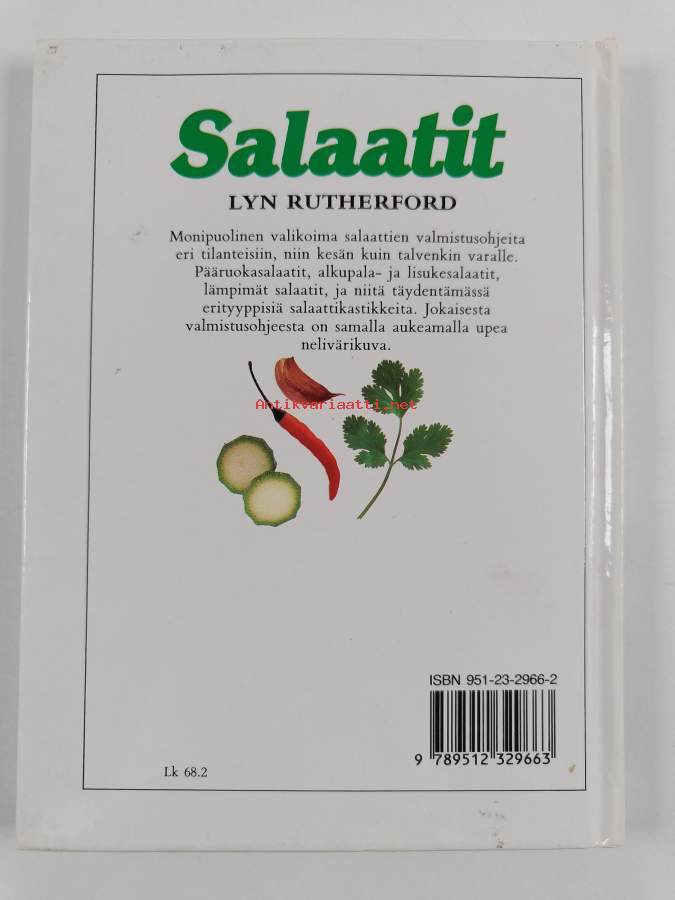 Salaatit
LYN RUTHERFORD
Monipuolinen valikoima salaattien valmistusohjeita
eri tilanteisiin, niin kesän kuin talvenkin varalle.
Pääruokasalaatit, alkupala- ja lisukesalaatit,
lämpimät salaatit, ja niitä täydentämässä
erityyppisiä salaattikastikkeita. Jokaisesta
valmistusohjeesta on samalla aukeamalla upea
nelivärikuva.
Antikvariaatti.net
ISBN 951-23-2966-2
9 789512 329663
Lk 68.2